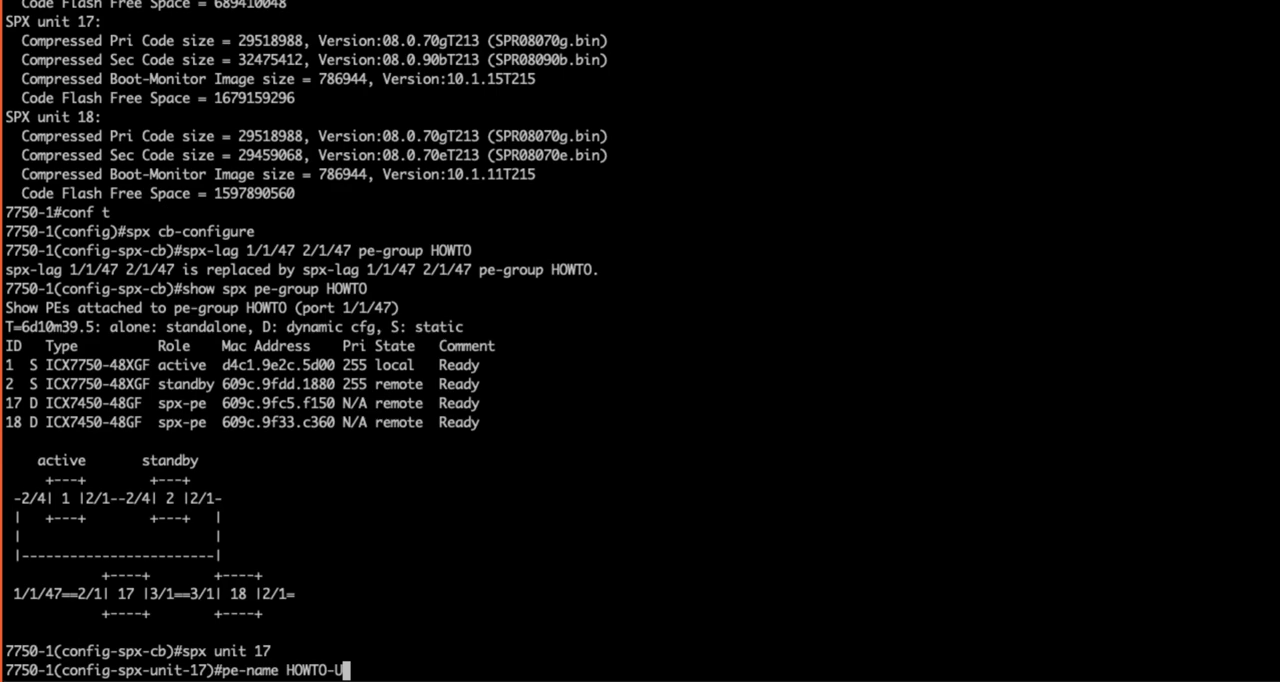 Code Flash Free Space = 689410048
SPX unit 17:
  Compressed Pri Code size = 29518988, Version:08.0.70gT213 (SPR08070g.bin)
  Compressed Sec Code size = 32475412, Version:08.0.90bT213 (SPR08090b.bin)
  Compressed Boot-Monitor Image size = 786944, Version:10.1.15T215
  Code Flash Free Space = 1679159296
SPX unit 18:
  Compressed Pri Code size = 29518988, Version:08.0.70gT213 (SPR08070g.bin)
  Compressed Sec Code size = 29459068, Version:08.0.70eT213 (SPR08070e.bin)
  Compressed Boot-Monitor Image size = 786944, Version:10.1.11T215
  Code Flash Free Space = 1597890560
7750-1#conf t
7750-1(config)#spx cb-configure
7750-1(config-spx-cb)#spx-lag 1/1/47 2/1/47 pe-group HOWTO
spx-lag 1/1/47 2/1/47 is replaced by spx-lag 1/1/47 2/1/47 pe-group HOWTO.
7750-1(config-spx-cb)#show spx pe-group HOWTO
Show PEs attached to pe-group HOWTO (port 1/1/47)
T=6d10m39.5: alone: standalone, D: dynamic cfg, S: static
ID   Type          Role    Mac Address    Pri State   Comment
1  S ICX7750-48XGF active  d4c1.9e2c.5d00 255 local   Ready
2  S ICX7750-48XGF standby 609c.9fdd.1880 255 remote  Ready
17 D ICX7450-48GF  spx-pe  609c.9fc5.f150 N/A remote  Ready
18 D ICX7450-48GF  spx-pe  609c.9f33.c360 N/A remote  Ready
    active       standby
     +---+        +---+
 -2/4| 1 |2/1--2/4| 2 |2/1-
 |   +---+        +---+   |
 |                        |
 |------------------------|
            +----+        +----+
 1/1/47==2/1| 17 |3/1==3/1| 18 |2/1=
            +----+        +----+
7750-1(config-spx-cb)#spx unit 17
7750-1(config-spx-unit-17)#pe-name HOWTO-U